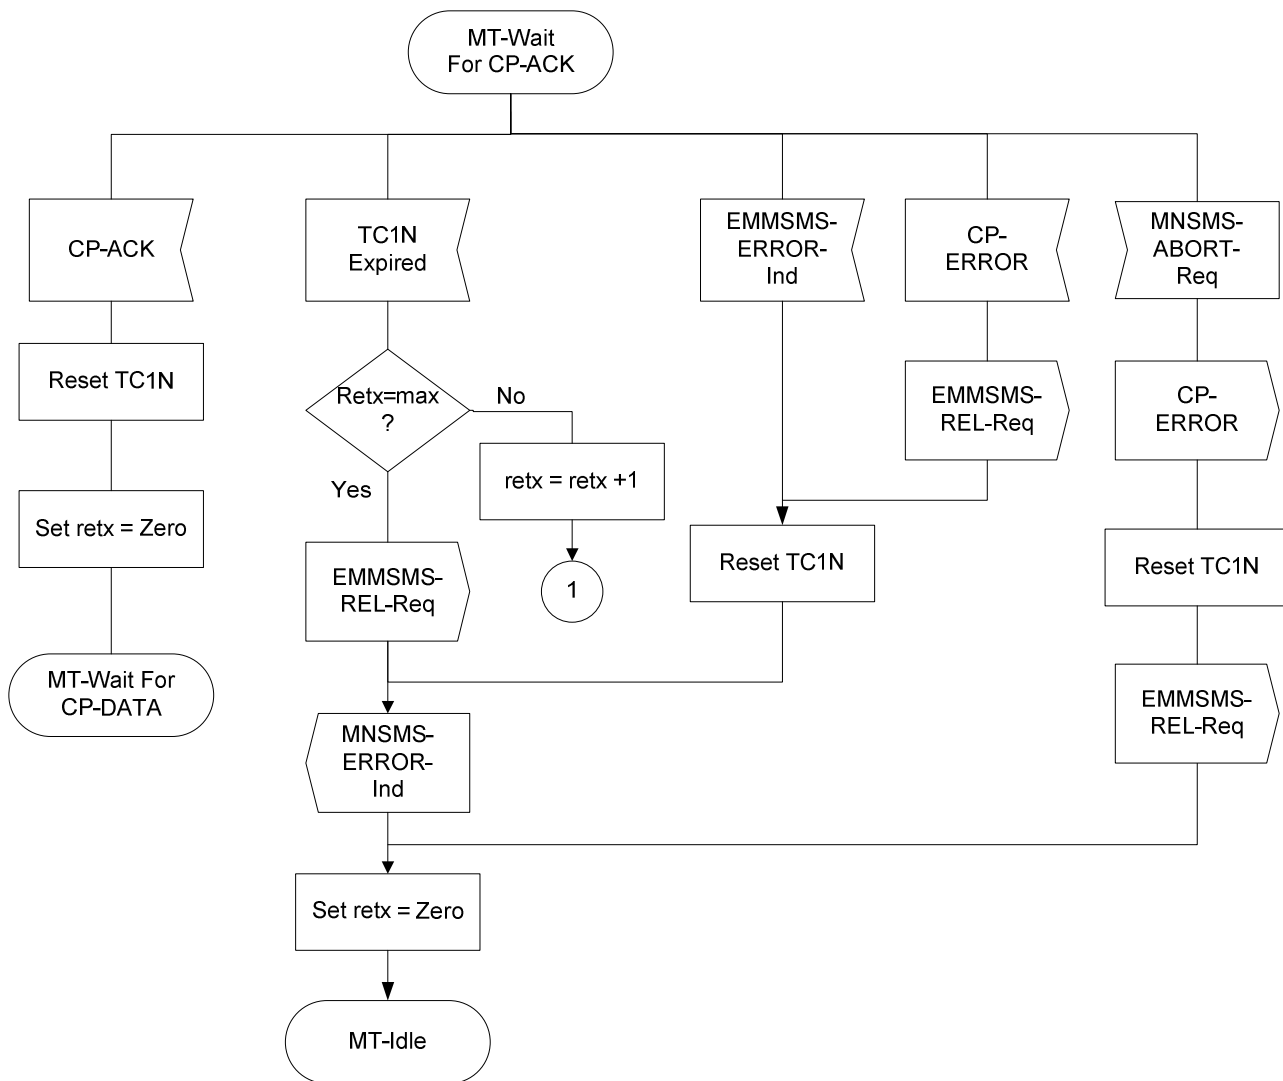 MT-Wait
For CP-ACK
CP-ACK
TC1N
Expired
EMMSMS-
ERROR-
Ind
CP-
ERROR
MNSMS-
ABORT-
Req
Reset TC1N
Retx=max
?
No
Yes
retx = retx +1
1
EMMSMS-
REL-Req
CP-
ERROR
Set retx = Zero
EMMSMS-
REL-Req
Reset TC1N
Reset TC1N
MT-Wait For
CP-DATA
MNSMS-
ERROR-
Ind
EMMSMS-
REL-Req
Set retx = Zero
MT-Idle